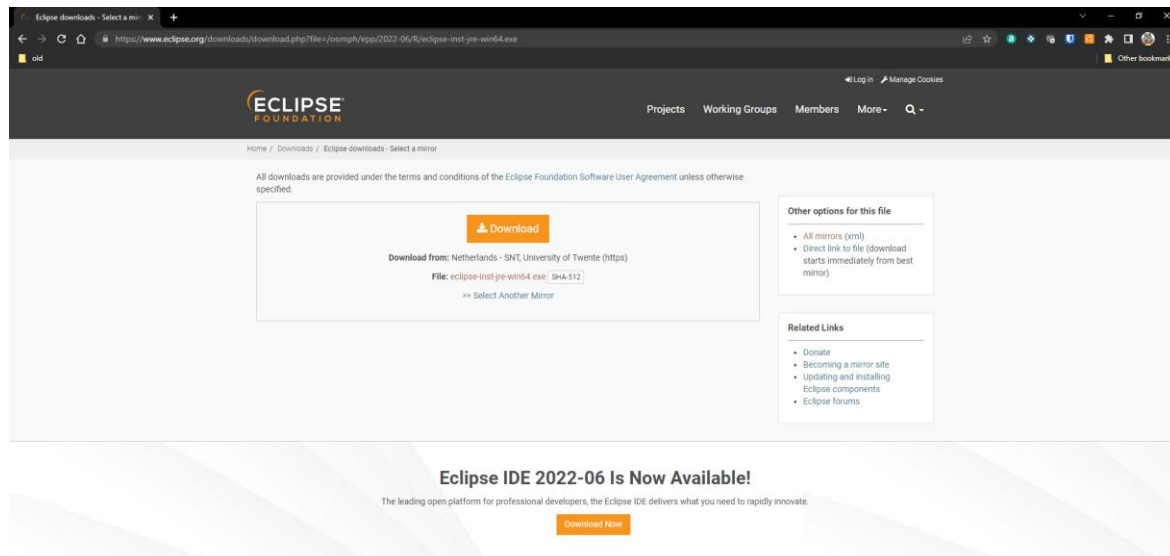 Eclipse downloads - Select a mir
https://www.eclipse.org/downloads/download.php?file=/oomph/epp/2022-06/R/eclipse-inst-jre-win64.exe
old
Other bookmark
Log in Manage Cookies
ECLIPSE
FOUNDATION
Projects Working Groups Members More
Home / Downloads / Eclipse downloads - Select a mirror
All downloads are provided under the terms and conditions of the Eclipse Foundation Software User Agreement unless otherwise
specified.
Download
Download from: Netherlands - SNT, University of Twente (https)
File: eclipse-inst-jre-win64.exe SHA-512
>> Select Another Mirror
Other options for this file
All mirrors (xml)
Direct link to file (download
starts immediately from best
mirror)
Related Links
Donate
Becoming a mirror site
Updating and installing
Eclipse components
Eclipse forums
Eclipse IDE 2022-06 Is Now Available!
The leading open platform for professional developers, the Eclipse IDE delivers what you need to rapidly innovate.
Download Now